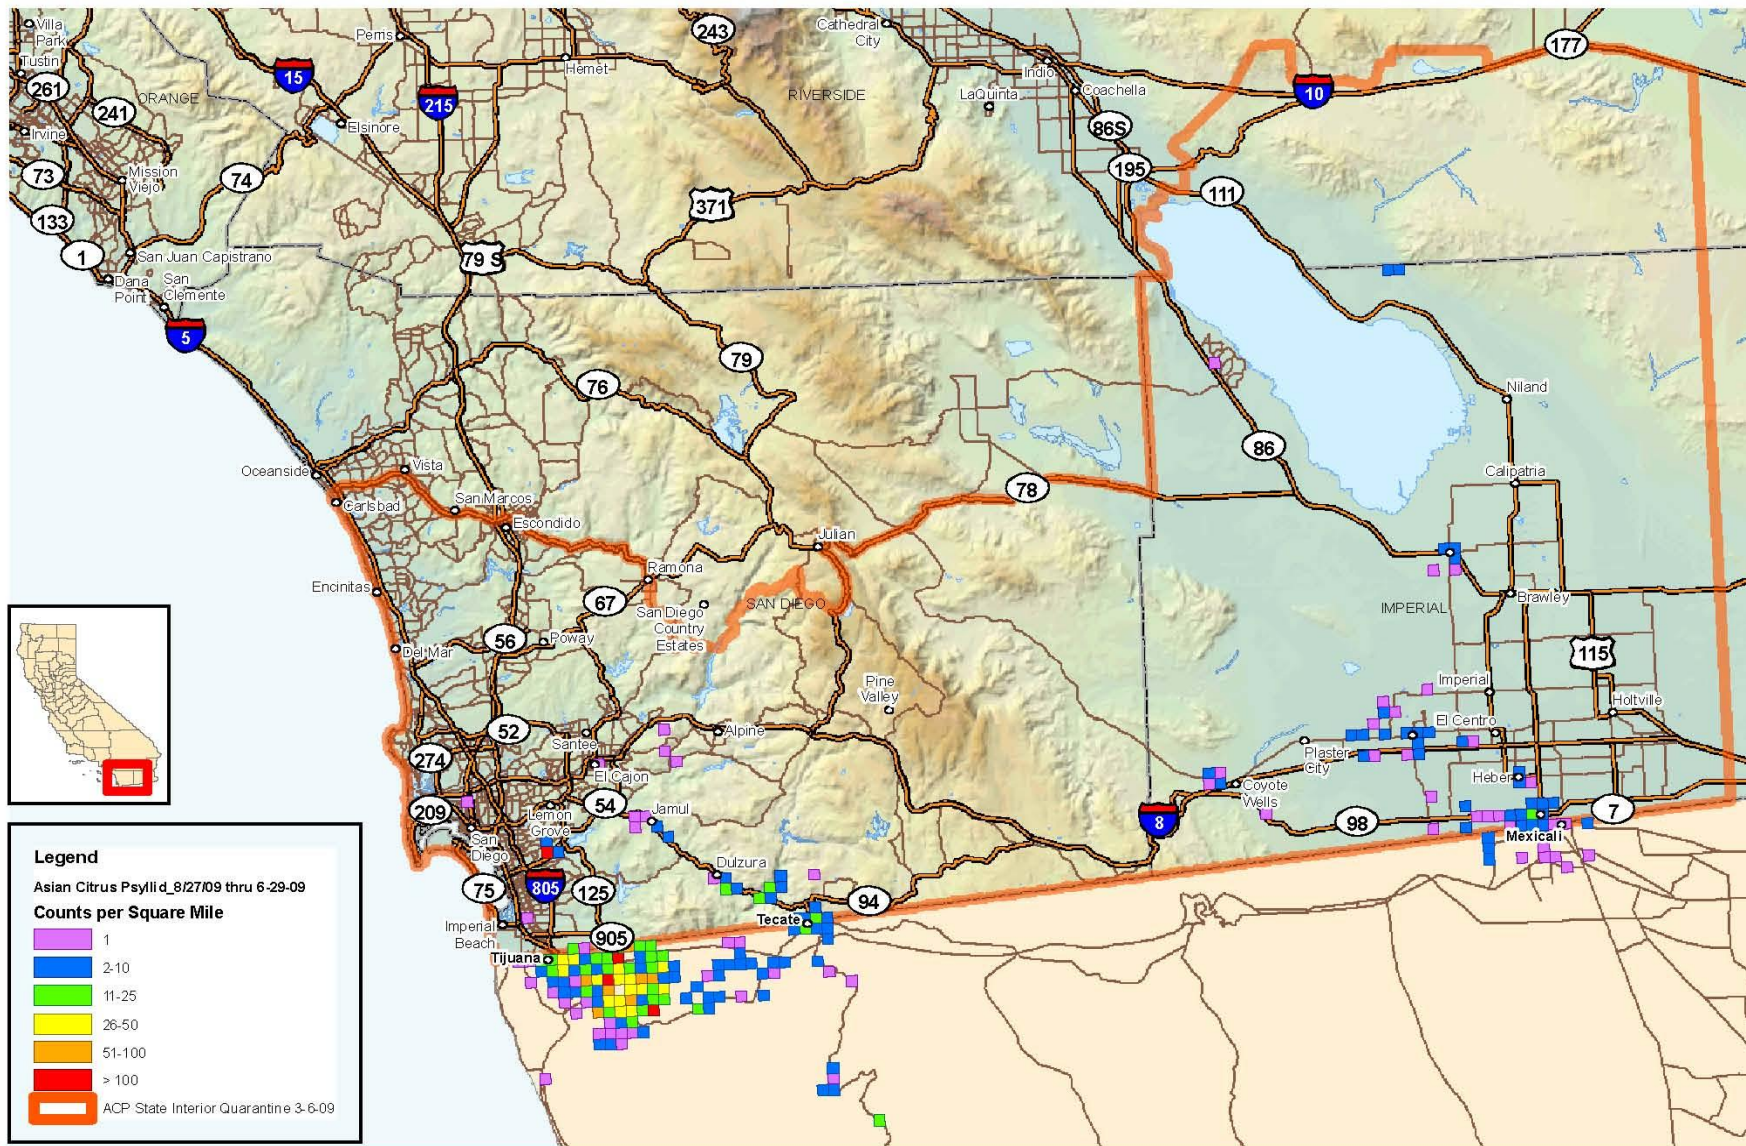 Villa
Park
Tustin
261
241
ORANGE
Irvine
73
133
1
Mission
Viejo
74
San Juan Capistrano
Dana
Point
San
Clemente
5
Perris
15
215
Elsinore
Hemet
243
RIVERSIDE
371
79 S
79
76
Cathedral
City
Indio
LaQuinta
Coachella
86S
195
111
10
177
Niland
86
Calipatria
78
Oceanside
Vista
Carlsbad
San Marcos
Escondido
Julian
Ramona
Encinitas
67
San Diego
Country
Estates
SAN DIEGO
56
Poway
Del Mar
Pine
Valley
IMPERIAL
Brawley
115
Imperial
Holtville
El Centro
Plaster
City
Heber
Coyote
Wells
52
Santee
Alpine
274
El Cajon
209
54
Jamul
Lemon
Grove
San
Diego
8
98
7
Mexicali
Dulzura
75
805
125
94
Tecate
Imperial
Beach
905
Tijuana
Legend
Asian Citrus Psyllid_8/27/09 thru 6-29-09
Counts per Square Mile
1
2-10
11-25
26-50
51-100
> 100
ACP State Interior Quarantine 3-6-09